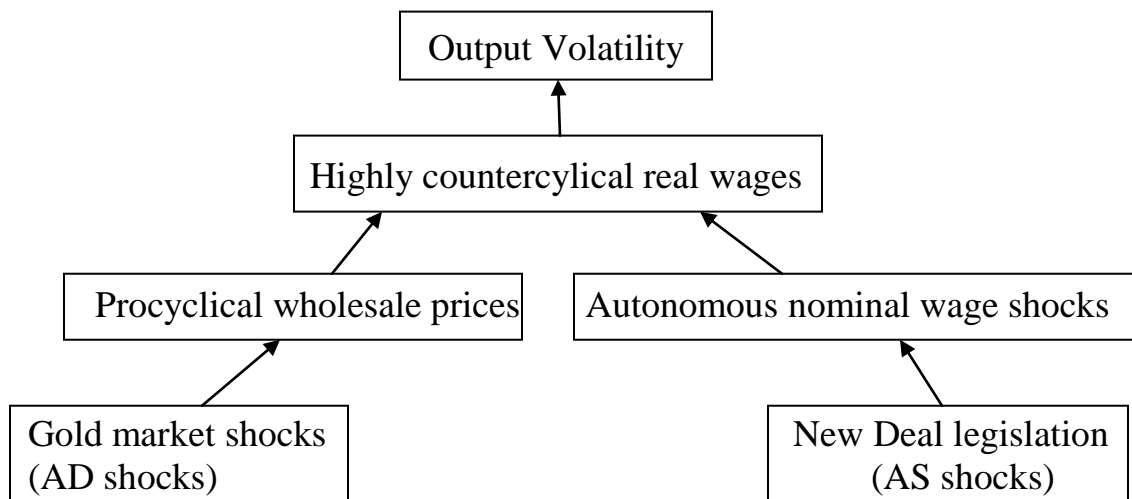 Output Volatility
Highly countercylical real wages
Procyclical wholesale prices
Autonomous nominal wage shocks
Gold market shocks
(AD shocks)
New Deal legislation
(AS shocks)